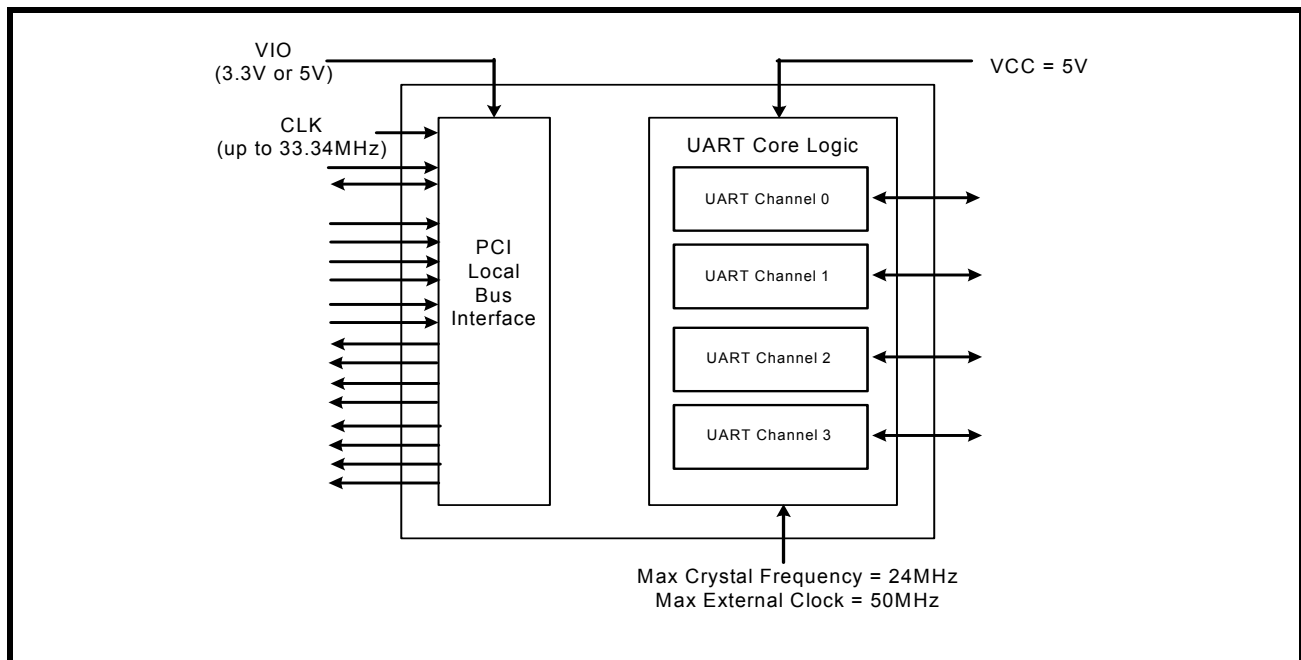 VIO
(3.3V or 5V)
VCC = 5V
CLK
(up to 33.34MHz)
PCI
Local
Bus
Interface
UART Core Logic
UART Channel 0
UART Channel 1
UART Channel 2
UART Channel 3
Max Crystal Frequency = 24MHz
Max External Clock = 50MHz